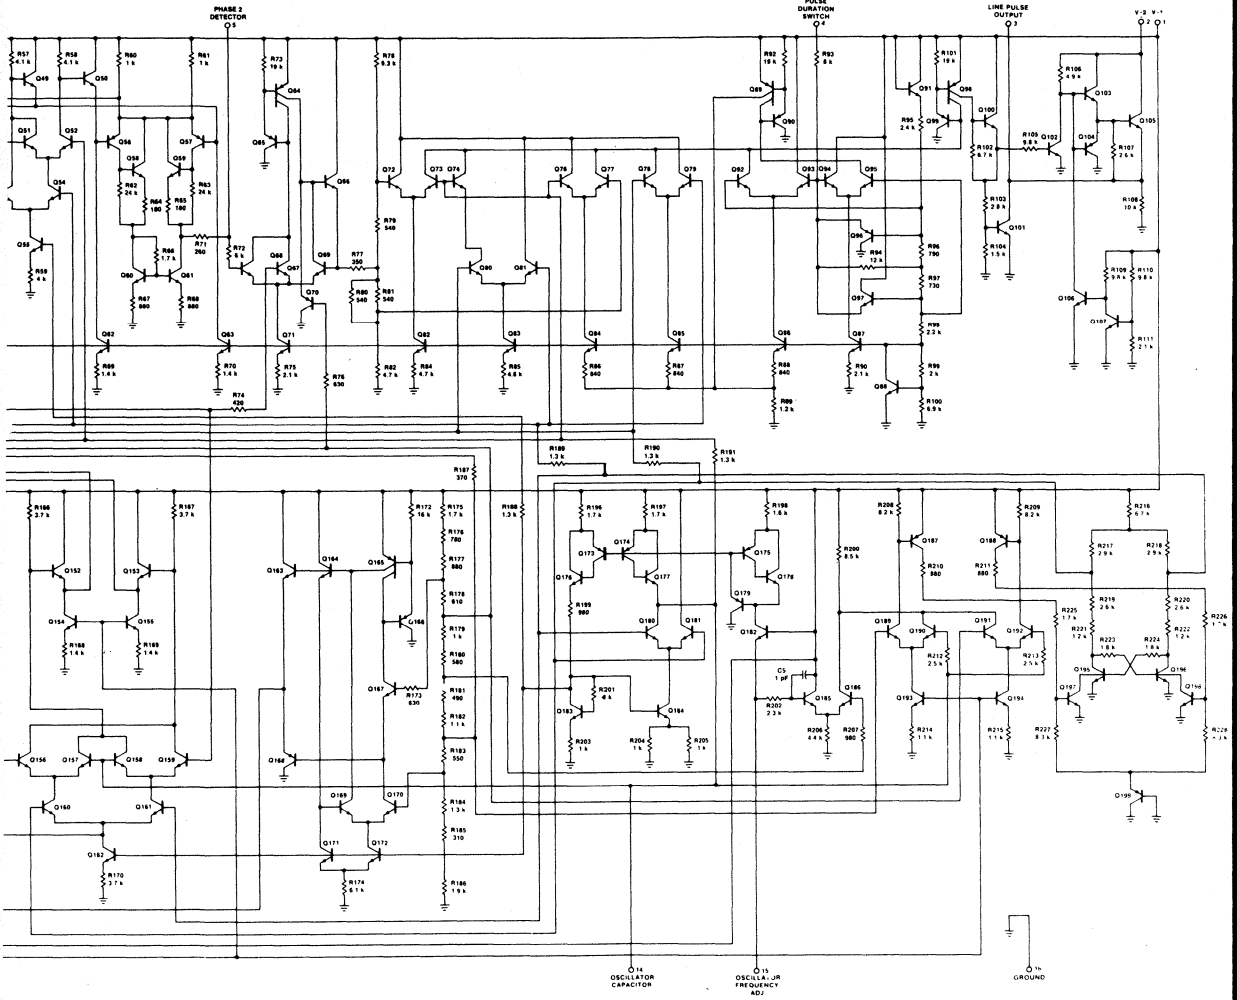 PHASE 2
DETECTOR
5
PULSE
DURATION
SWITCH
4
LINE PULSE
OUTPUT
3
V-2 V-1
2 1
R57
4.1 k
R58
4.1 k
R60
1 k
R61
1 k
R73
19 k
R78
6.3 k
R92
19 k
R93
8 k
R101
19 k
R106
4.9 k
Q49
Q50
Q64
Q89
Q91
Q98
Q103
Q51
Q52
Q56
Q57
Q65
Q90
R95
2.4 k
Q99
Q100
R105
9.8 k
Q102
Q104
Q105
Q58
Q59
R102
6.7 k
R107
2.6 k
Q54
R62
24 k
R63
24 k
R64
180
R65
180
Q66
Q72
Q73
Q74
Q76
Q77
Q78
Q79
Q92
Q93
Q94
Q95
R103
2.8 k
R108
10 k
Q55
R66
1.7 k
R71
260
R72
6 k
Q68
Q67
Q69
R77
350
R79
540
Q96
R94
12 k
R96
790
R104
1.5 k
Q101
R59
4 k
Q60
Q61
Q70
R80
540
R81
540
Q80
Q81
Q97
R97
730
R109
9.8 k
R110
9.8 k
R67
880
R68
880
Q106
Q107
R98
2.2 k
R111
2.1 k
Q62
Q63
Q71
Q82
Q83
Q84
Q85
Q86
Q87
R69
1.4 k
R70
1.4 k
R75
2.1 k
R76
630
R82
4.7 k
R84
4.7 k
R85
4.6 k
R86
840
R87
840
R88
840
R90
2.1 k
Q88
R99
2 k
R74
420
R89
1.2 k
R100
6.9 k
R189
1.3 k
R190
1.3 k
R191
1.3 k
R187
370
R166
3.7 k
R167
3.7 k
R172
16 k
R175
1.7 k
R188
1.3 k
R196
1.7 k
R197
1.7 k
R198
1.6 k
R208
8.2 k
R209
8.2 k
R216
6.7 k
R176
780
Q152
Q153
Q163
Q164
Q165
R177
880
Q173
Q174
Q175
R200
8.5 k
Q187
Q188
R217
2.9 k
R218
2.9 k
R178
610
Q176
Q177
Q178
R210
880
R211
880
Q154
Q155
Q166
R179
1 k
R199
980
Q179
R219
2.6 k
R220
2.6 k
R225
1.7 k
R226
Q180
Q181
Q182
Q189
Q190
Q191
Q192
R221
1.2 k
R222
1.2 k
R168
1.4 k
R169
1.4 k
R180
580
R212
2.5 k
R213
2.5 k
R223
1.8 k
R224
1.8 k
C5
1 pF
Q195
Q196
Q167
R173
630
R181
490
R201
4 k
R202
2.3 k
Q185
Q186
Q193
Q194
Q197
Q198
R182
1.1 k
Q183
Q184
R203
1 k
R204
1 k
R205
1 k
R206
4.4 k
R207
980
R214
1.1 k
R215
1.1 k
R227
8.3 k
R228
Q156
Q157
Q158
Q159
Q168
R183
550
Q160
Q161
Q169
Q170
R184
1.3 k
Q199
R185
310
Q162
Q171
Q172
R170
3.7 k
R174
6.1 k
R186
1.9 k
14
OSCILLATOR
CAPACITOR
15
OSCILLATOR
FREQUENCY
ADJ
16
GROUND